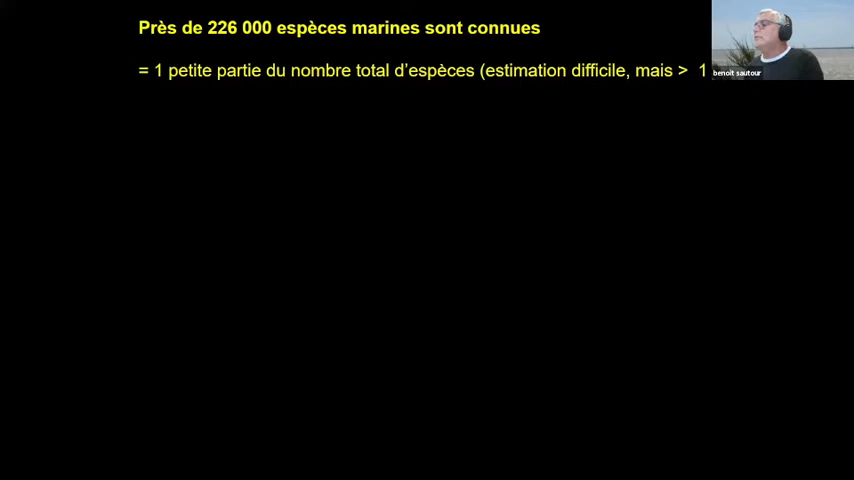 Près de 226 000 espèces marines sont connues
= 1 petite partie du nombre total d'espèces (estimation difficile, mais > 1
benoit sautour